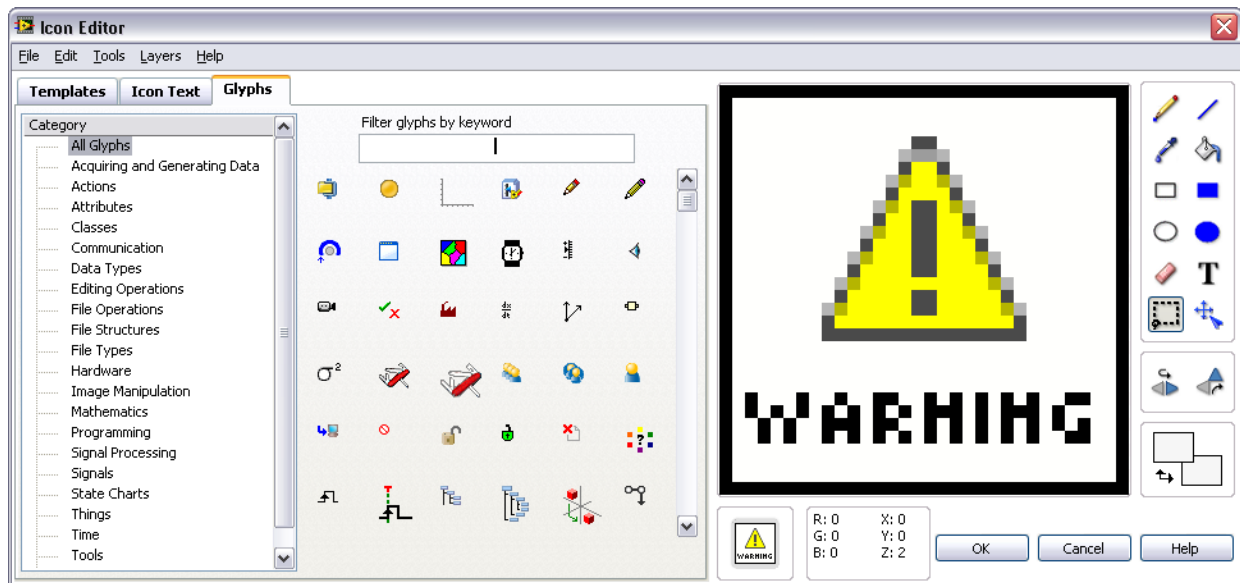 Icon Editor
File Edit Tools Layers Help
Templates Icon Text Glyphs
Category
All Glyphs
Acquiring and Generating Data
Actions
Attributes
Classes
Communication
Data Types
Editing Operations
File Operations
File Structures
File Types
Hardware
Image Manipulation
Mathematics
Programming
Signal Processing
Signals
State Charts
Things
Time
Tools
Filter glyphs by keyword
dx
dt
σ²
?
!
WARNING
T
WARNING
R: 0 X: 0
G: 0 Y: 0
B: 0 Z: 2
OK Cancel Help